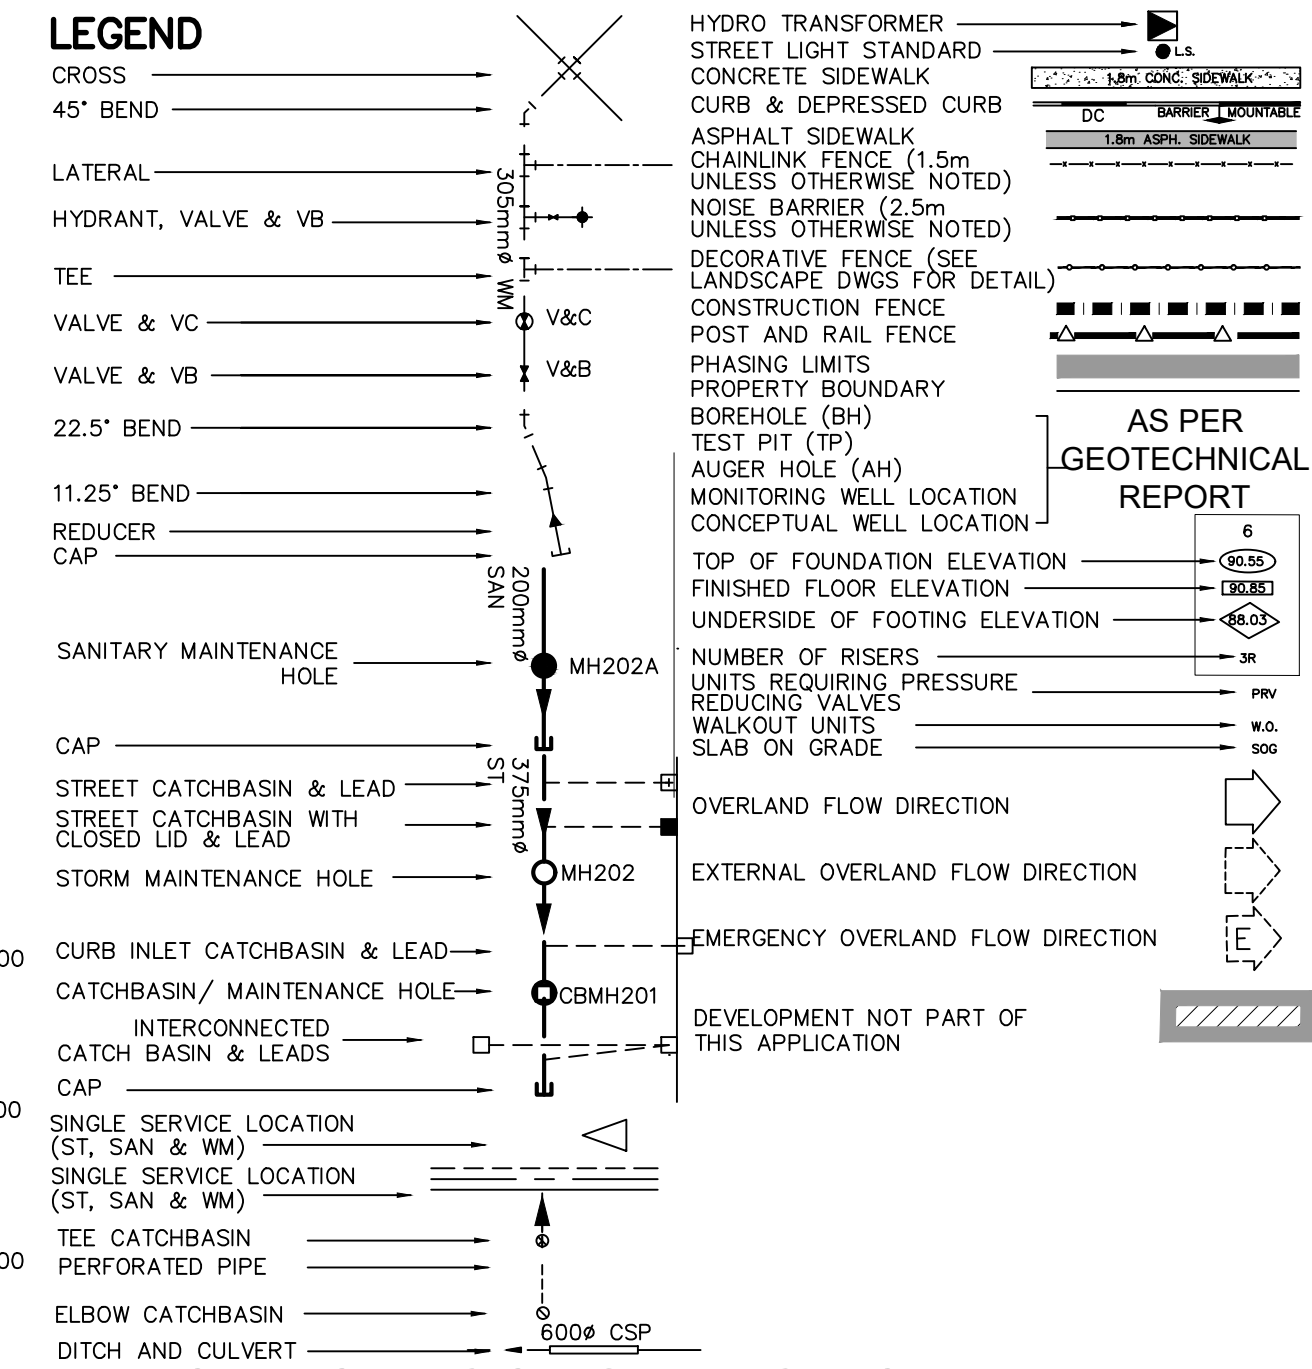 LEGEND
CROSS
45° BEND
LATERAL
HYDRANT, VALVE & VB
TEE
VALVE & VC
VALVE & VB
22.5° BEND
11.25° BEND
REDUCER
CAP
SANITARY MAINTENANCE
HOLE
CAP
STREET CATCHBASIN & LEAD
STREET CATCHBASIN WITH
CLOSED LID & LEAD
STORM MAINTENANCE HOLE
CURB INLET CATCHBASIN & LEAD
CATCHBASIN/ MAINTENANCE HOLE
INTERCONNECTED
CATCH BASIN & LEADS
CAP
SINGLE SERVICE LOCATION
(ST, SAN & WM)
SINGLE SERVICE LOCATION
(ST, SAN & WM)
TEE CATCHBASIN
PERFORATED PIPE
ELBOW CATCHBASIN
DITCH AND CULVERT
00
00
00
305mmø WM
V&C
V&B
200mmø
SAN
MH202A
375mmø
ST
MH202
CBMH201
600ø CSP
HYDRO TRANSFORMER
STREET LIGHT STANDARD
L.S.
CONCRETE SIDEWALK
1.8m CONC. SIDEWALK
CURB & DEPRESSED CURB
DC
BARRIER
MOUNTABLE
ASPHALT SIDEWALK
1.8m ASPH. SIDEWALK
CHAINLINK FENCE (1.5m
UNLESS OTHERWISE NOTED)
NOISE BARRIER (2.5m
UNLESS OTHERWISE NOTED)
DECORATIVE FENCE (SEE
LANDSCAPE DWGS FOR DETAIL)
CONSTRUCTION FENCE
POST AND RAIL FENCE
PHASING LIMITS
PROPERTY BOUNDARY
BOREHOLE (BH)
TEST PIT (TP)
AUGER HOLE (AH)
MONITORING WELL LOCATION
CONCEPTUAL WELL LOCATION
AS PER
GEOTECHNICAL
REPORT
6
TOP OF FOUNDATION ELEVATION
90.55
FINISHED FLOOR ELEVATION
90.85
UNDERSIDE OF FOOTING ELEVATION
88.03
NUMBER OF RISERS
3R
UNITS REQUIRING PRESSURE
REDUCING VALVES
PRV
WALKOUT UNITS
W.O.
SLAB ON GRADE
SOG
OVERLAND FLOW DIRECTION
EXTERNAL OVERLAND FLOW DIRECTION
EMERGENCY OVERLAND FLOW DIRECTION
E
DEVELOPMENT NOT PART OF
THIS APPLICATION